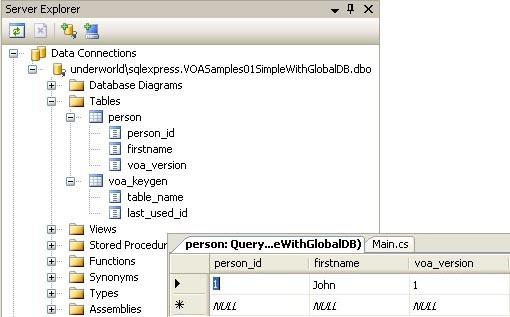 Server Explorer
Data Connections
underworld\sqlexpress.VOASamples01SimpleWithGlobalDB.dbo
Database Diagrams
Tables
person
person_id
firstname
voa_version
voa_keygen
table_name
last_used_id
Views
Stored Procedur
Functions
Synonyms
Types
Assemblies
person: Query...eWithGlobalDB) Main.cs
person_id firstname voa_version
1 John 1
NULL NULL NULL